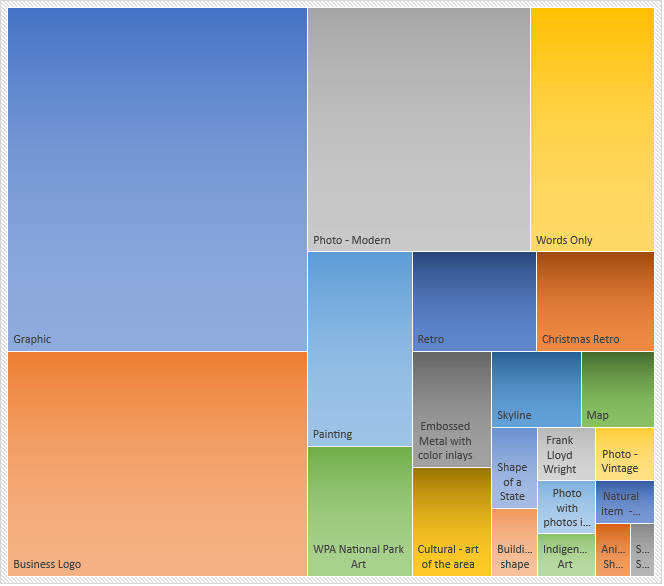 Graphic
Photo - Modern
Words Only
Business Logo
Painting
Retro
Christmas Retro
WPA National Park
Art
Embossed
Metal with
color inlays
Cultural - art
of the area
Skyline
Map
Shape
of a
State
Frank
Lloyd
Wright
Photo -
Vintage
Buildi...
shape
Photo
with
photos i...
Natural
item -...
Indigen...
Art
Ani...
Sh...
S...
S...